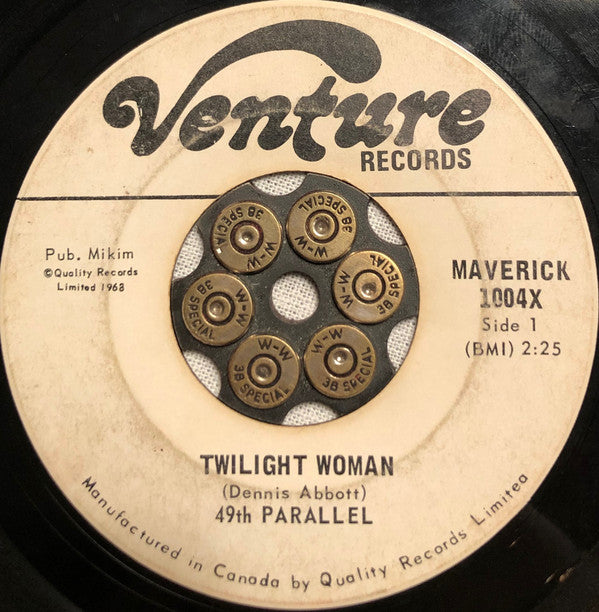 Venture
RECORDS
Pub. Mikim
©Quality Records
Limited 1968
MAVERICK
1004X
Side 1
(BMI) 2:25
W-W
38 SPECIAL
W-W
38 SPECIAL
W-W
38 SPECIAL
W-W
38 SPECIAL
W-W
38 SPECIAL
W-W
38 SPECIAL
TWILIGHT WOMAN
(Dennis Abbott)
49th PARALLEL
Manufactured in Canada by Quality Records Limited